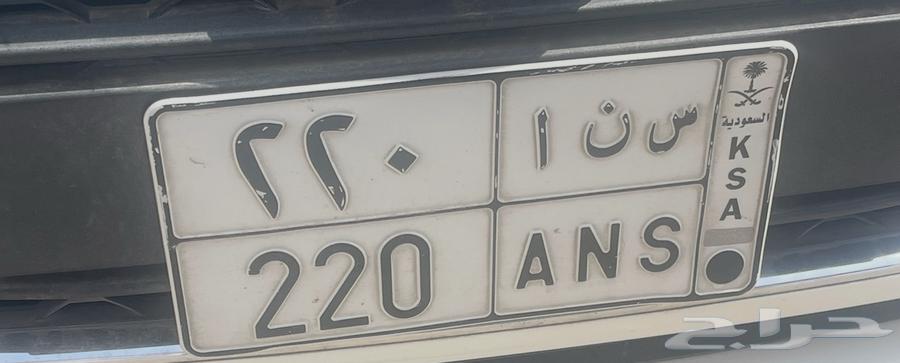 ٢٢٠ س ن ا
220 ANS
السعودية
K
S
A
حراج